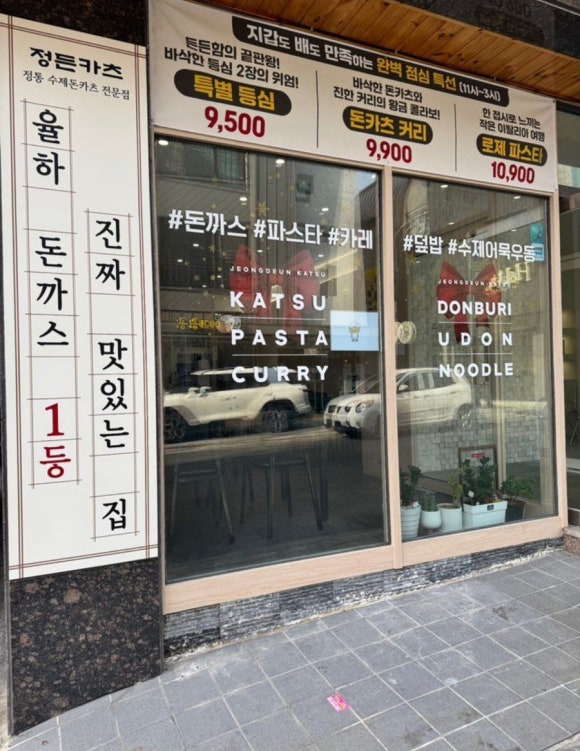 정든카츠
정통 수제돈카츠 전문점
율하 돈까스 1등
진짜 맛있는 집
지갑도 배도 만족하는 완벽 점심 특선 (11시~3시)
든든함의 끝판왕!
바삭한 등심 2장의 위엄!
특별 등심
9,500
바삭한 돈카츠와
진한 커리의 황금 콜라보!
돈카츠 커리
9,900
한 접시로 느끼는
작은 이탈리아 여행
로제 파스타
10,900
#돈까스 #파스타 #카레
JEONGDEUN KATSU
KATSU
PASTA
CURRY
#덮밥 #수제어묵우동
JEONGDEUN KATSU
DONBURI
UDON
NOODLE